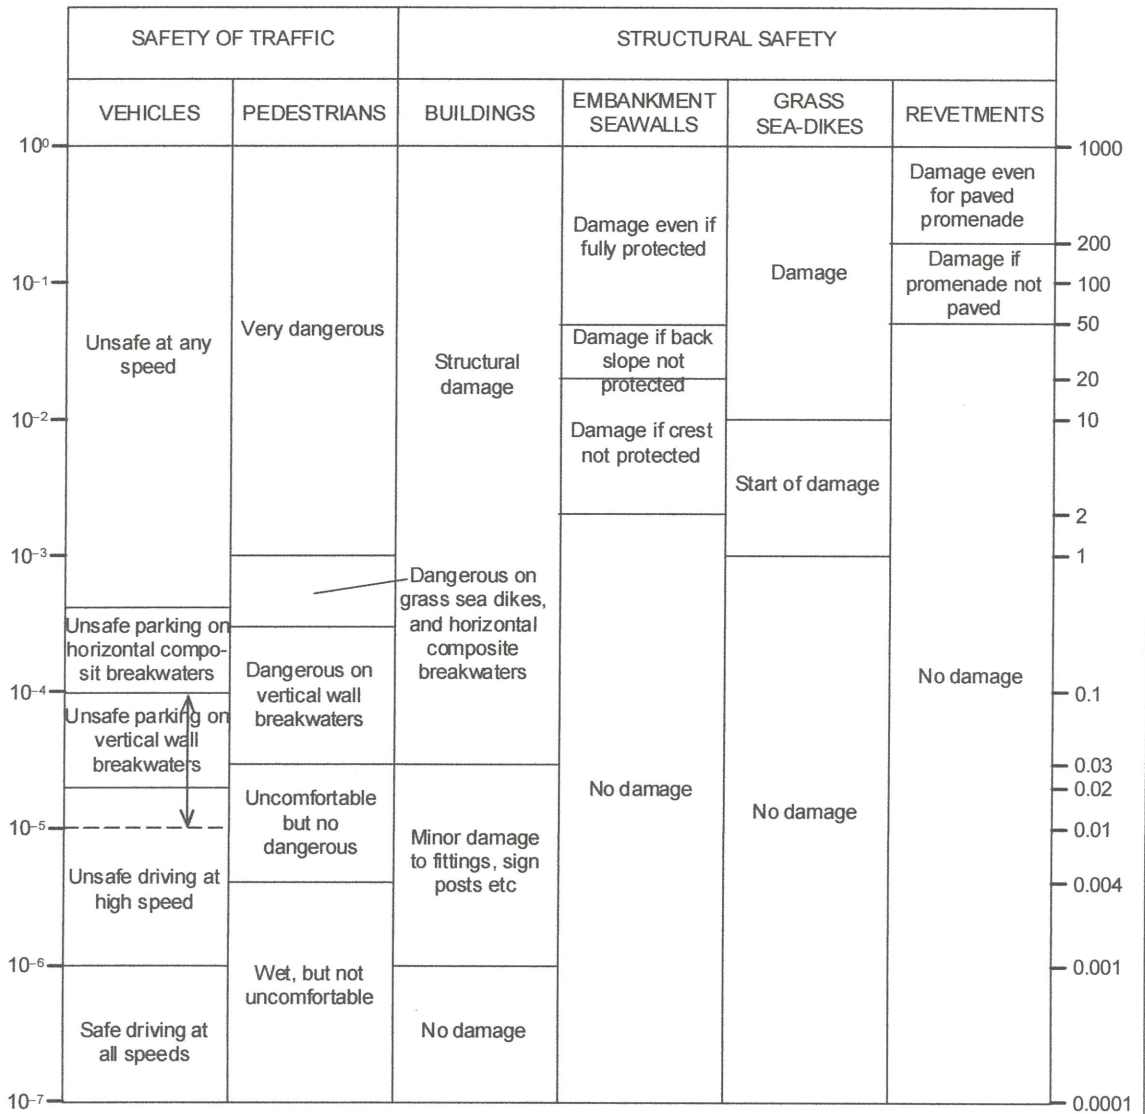 SAFETY OF TRAFFIC
STRUCTURAL SAFETY
VEHICLES
PEDESTRIANS
BUILDINGS
EMBANKMENT
SEAWALLS
GRASS
SEA-DIKES
REVETMENTS
10⁰
10⁻¹
10⁻²
10⁻³
10⁻⁴
10⁻⁵
10⁻⁶
10⁻⁷
Unsafe at any
speed
Unsafe parking on
horizontal compo-
sit breakwaters
Unsafe parking on
vertical wall
breakwaters
Unsafe driving at
high speed
Safe driving at
all speeds
Very dangerous
Dangerous on
vertical wall
breakwaters
Uncomfortable
but no
dangerous
Wet, but not
uncomfortable
Structural
damage
Dangerous on
grass sea dikes,
and horizontal
composite
breakwaters
Minor damage
to fittings, sign
posts etc
No damage
Damage even if
fully protected
Damage if back
slope not
protected
Damage if crest
not protected
No damage
Damage
Start of damage
No damage
Damage even
for paved
promenade
Damage if
promenade not
paved
No damage
1000
200
100
50
20
10
2
1
0.1
0.03
0.02
0.01
0.004
0.001
0.0001